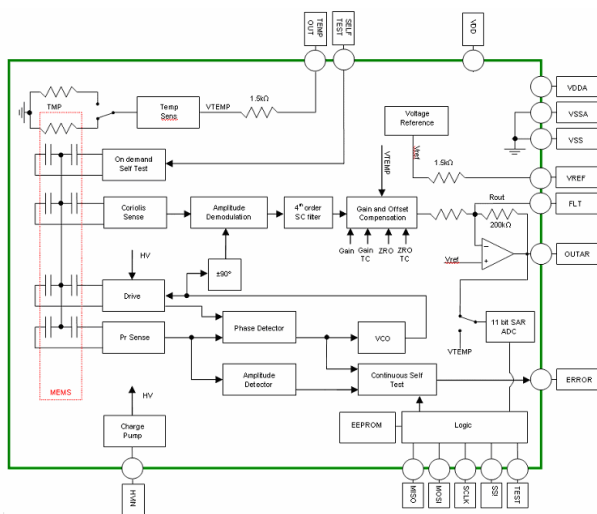 TEMP
OUT
SELF
TEST
VDD
VDDA
VSSA
VSS
VREF
FLT
OUTAR
ERROR
TMP
Temp
Sens.
VTEMP
1.5kΩ
Voltage
Reference
Vref
1.5kΩ
On demand
Self Test
VTEMP
Coriolis
Sense
Amplitude
Demodulation
4th order
SC filter
Gain and Offset
Compensation
Rout
200kΩ
Gain
Gain
TC
ZRO
ZRO
TC
Vref
HV
±90°
Drive
Phase Detector
VCO
11 bit SAR
ADC
VTEMP
Pr Sense
Amplitude
Detector
Continuous Self
Test
MEMS
HV
Charge
Pump
EEPROM
Logic
HVIN
MISO
MOSI
SCLK
SSI
TEST